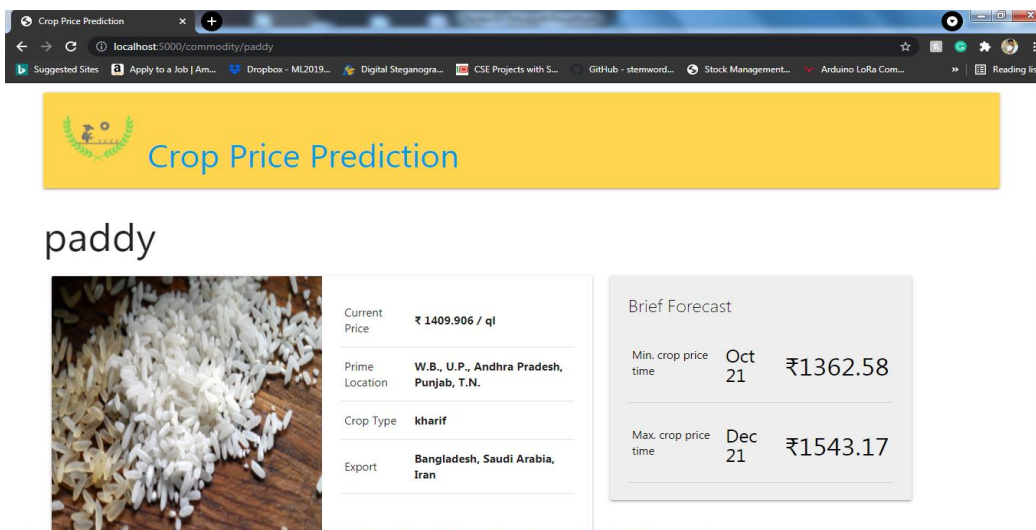 Crop Price Prediction
localhost:5000/commodity/paddy
Suggested Sites
Apply to a Job | Am...
Dropbox - ML2019...
Digital Steganogra...
CSE Projects with S...
GitHub - stemword...
Stock Management...
Arduino LoRa Com...
»
Reading lis
Crop Price Prediction
paddy
Current Price
₹ 1409.906 / ql
Prime Location
W.B., U.P., Andhra Pradesh,
Punjab, T.N.
Crop Type
kharif
Export
Bangladesh, Saudi Arabia,
Iran
Brief Forecast
Min. crop price
time
Oct
21
₹1362.58
Max. crop price
time
Dec
21
₹1543.17